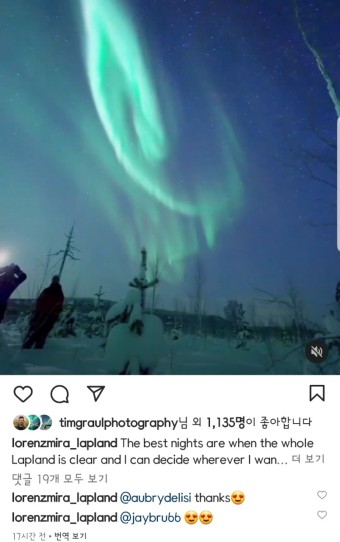 timgraulphotography님 외 1,135명이 좋아합니다
lorenzmira_lapland The best nights are when the whole
Lapland is clear and I can decide wherever I wan... 더 보기
댓글 19개 모두 보기
lorenzmira_lapland @aubrydelisi thanks😍
lorenzmira_lapland @jaybrubb 😍😍
17시간 전 • 번역 보기